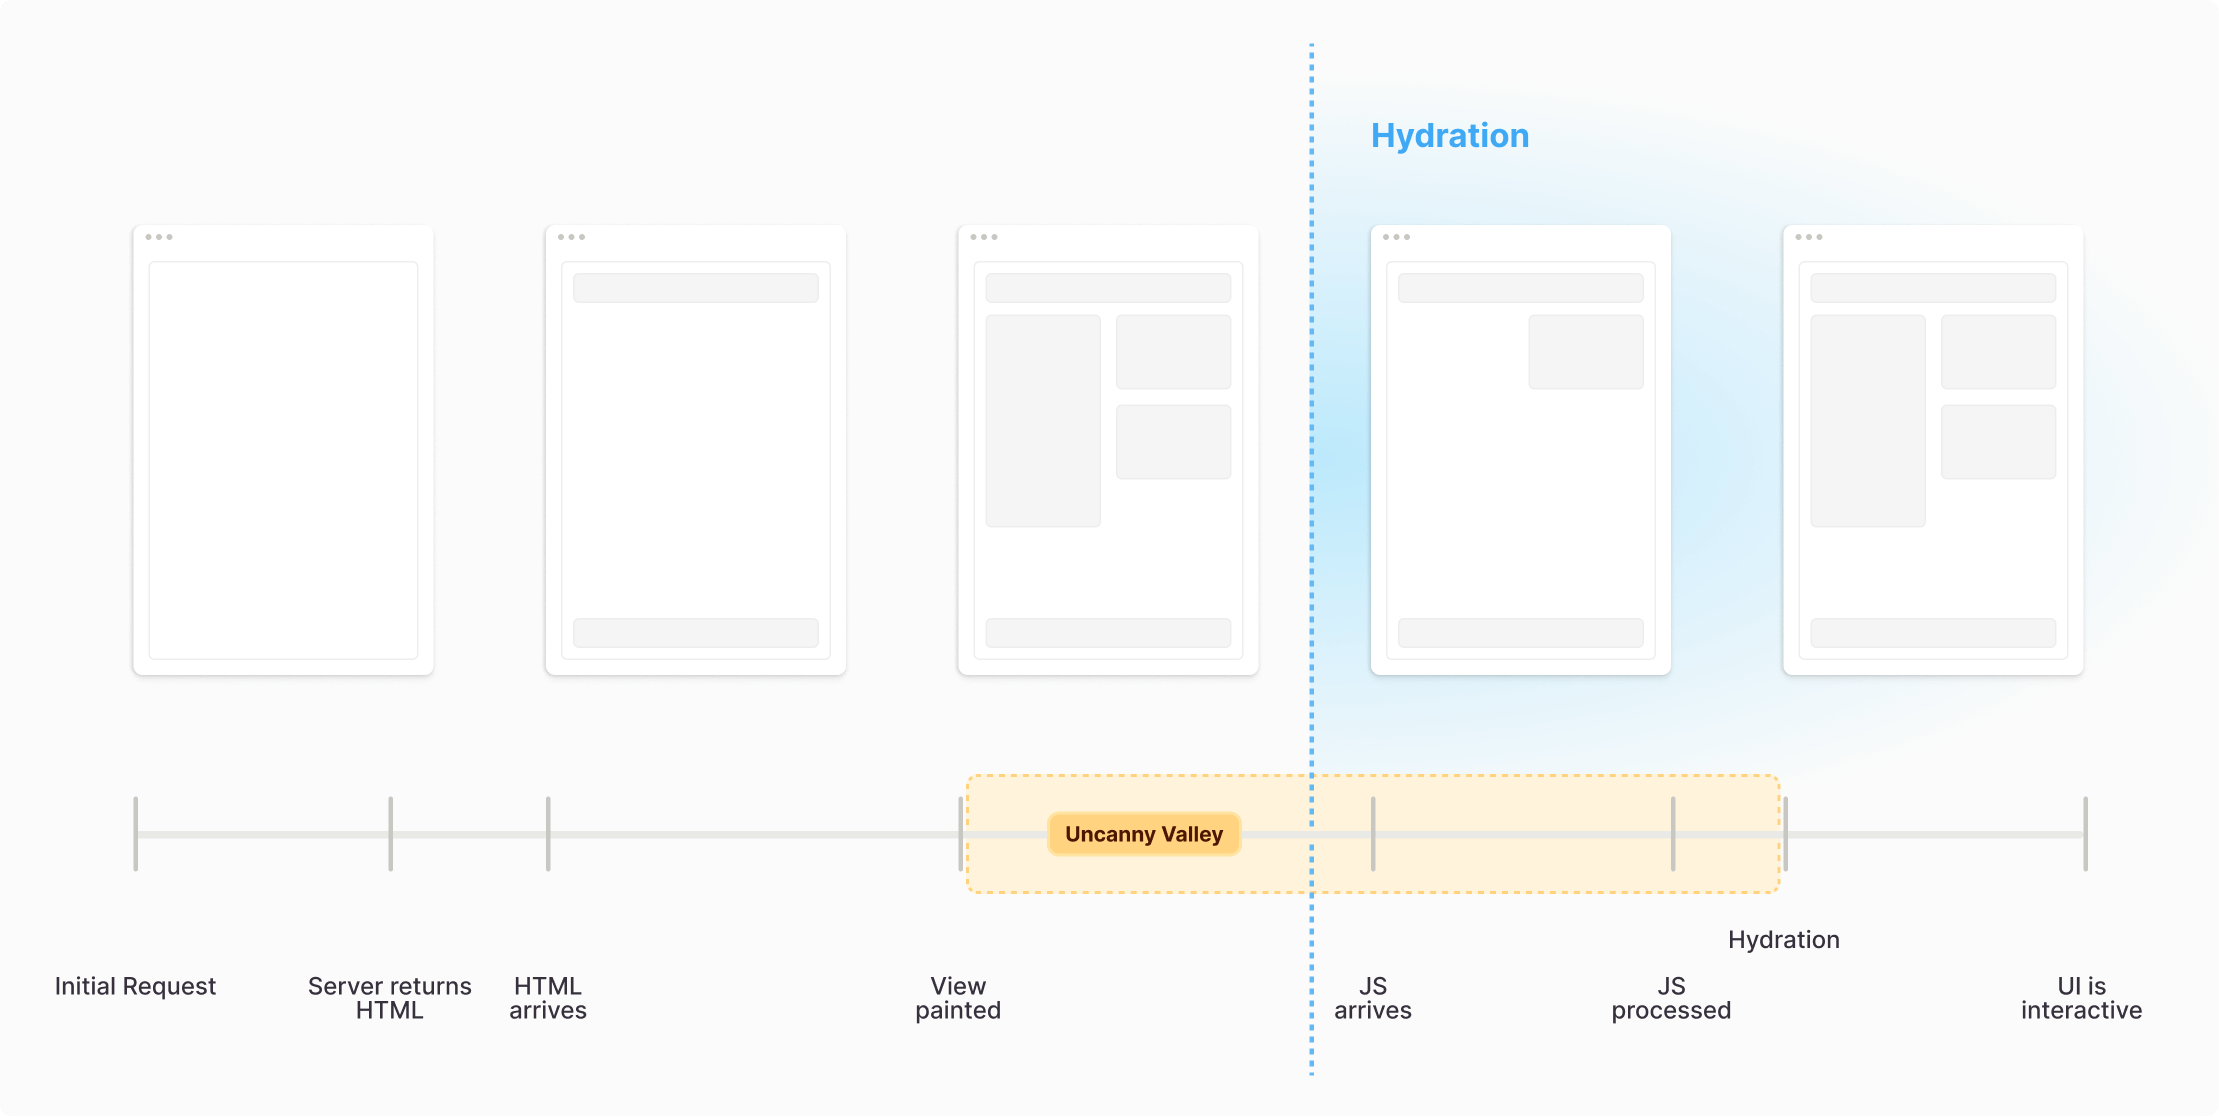 Hydration
Uncanny Valley
Initial Request
Server returns
HTML
HTML
arrives
View
painted
JS
arrives
JS
processed
Hydration
UI is
interactive